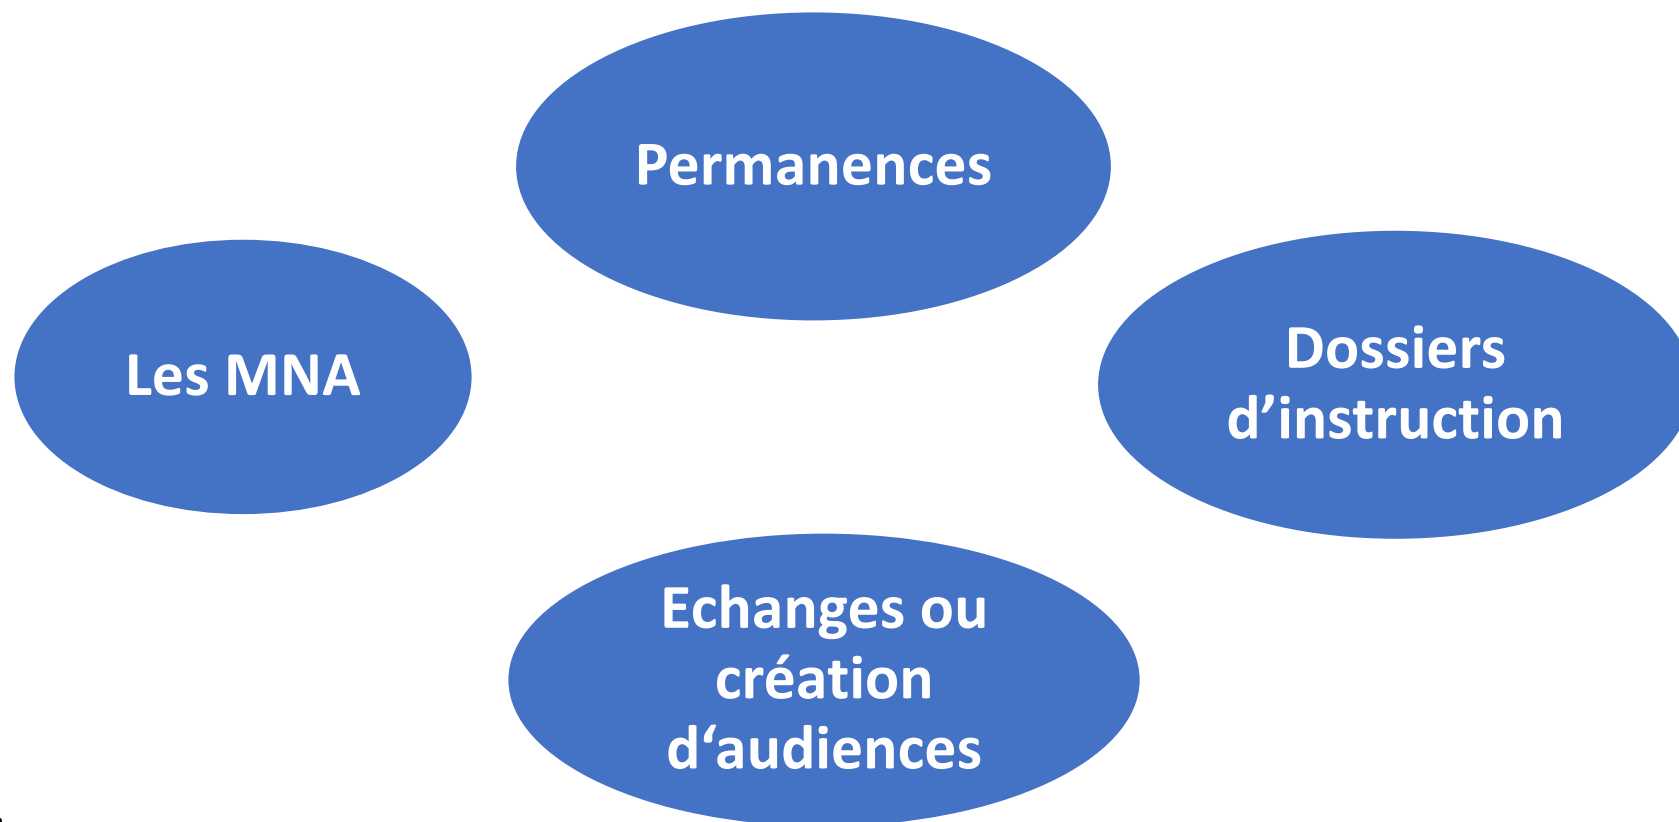 Permanences
Les MNA
Dossiers
d’instruction
Echanges ou
création
d‘audiences